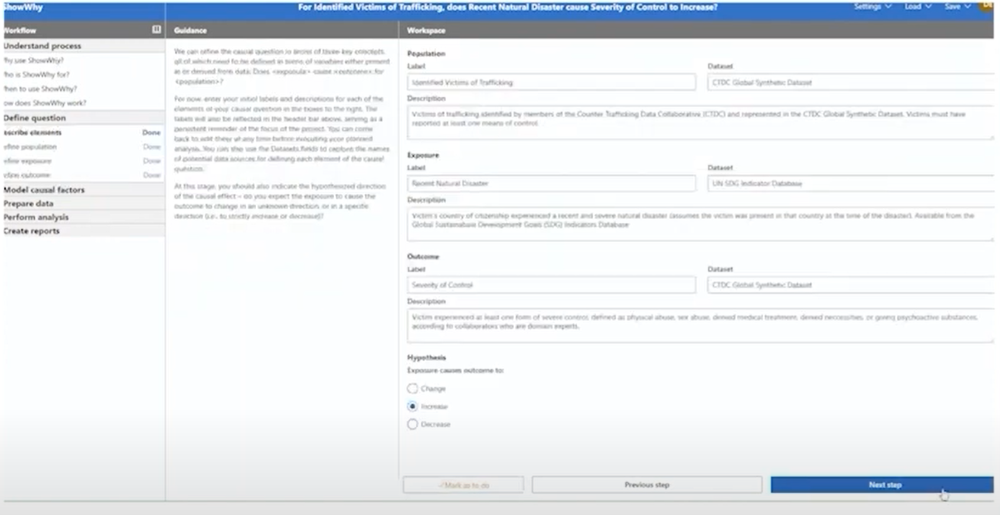 ShowWhy
For Identified Victims of Trafficking, does Recent Natural Disaster cause Severity of Control to Increase?
Settings
Load
Save
Workflow
Understand process
Why use ShowWhy?
Who is ShowWhy for?
When to use ShowWhy?
ow does ShowWhy work?
Define question
escribe elements Done
efine population Done
efine exposure Done
efine outcome Done
Model causal factors
Prepare data
Perform analysis
Create reports
Guidance
We can refine the causal question in terms of three key concepts,
all of which need to be defined in terms of variables either present
in or derived from data: Does <exposure> cause <outcome> for
<population>?
For now, enter your initial labels and descriptions for each of the
elements of your causal question in the boxes to the right. The
labels will also be reflected in the header bar above, serving as a
persistent reminder of the focus of the project. You can come
back to edit these at any time before executing your planned
analysis. You can also use the Datasets fields to capture the names
of potential data sources for defining each element of the causal
question.
At this stage, you should also indicate the hypothesized direction
of the causal effect – do you expect the exposure to cause the
outcome to change in an unknown direction, or in a specific
direction (i.e., to strictly increase or decrease)?
Workspace
Population
Label
Identified Victims of Trafficking
Dataset
CTDC Global Synthetic Dataset
Description
Victims of trafficking identified by members of the Counter Trafficking Data Collaborative (CTDC) and represented in the CTDC Global Synthetic Dataset. Victims must have
reported at least one means of control.
Exposure
Label
Recent Natural Disaster
Dataset
UN SDG Indicator Database
Description
Victim's country of citizenship experienced a recent and severe natural disaster (assumes the victim was present in that country at the time of the disaster). Available from the
Global Sustainable Development Goals (SDG) Indicators Database
Outcome
Label
Severity of Control
Dataset
CTDC Global Synthetic Dataset
Description
Victim experienced at least one form of severe control, defined as physical abuse, sex abuse, denied medical treatment, denied neccessities, or giving psychoactive substances,
according to collaborators who are domain experts.
Hypothesis
Exposure causes outcome to:
Change
Increase
Decrease
Mark as to-do
Previous step
Next step